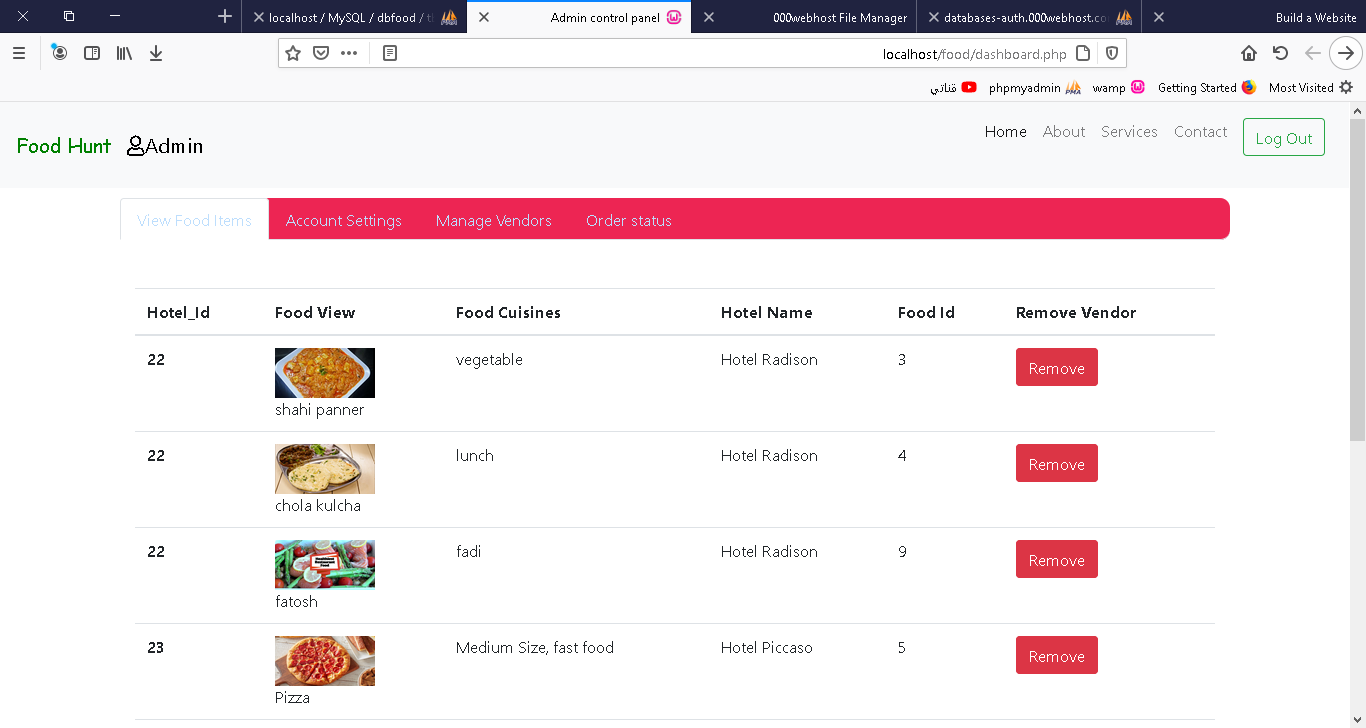 localhost / MySQL / dbfood / t
Admin control panel
000webhost File Manager
databases-auth.000webhost.co
Build a Website
localhost/food/dashboard.php
قناتي
phpmyadmin
wamp
Getting Started
Most Visited
Food Hunt Admin
Home About Services Contact Log Out
View Food Items Account Settings Manage Vendors Order status
Hotel_Id Food View Food Cuisines Hotel Name Food Id Remove Vendor
22 vegetable Hotel Radison 3 Remove
shahi panner
22 lunch Hotel Radison 4 Remove
chola kulcha
22 fadi Hotel Radison 9 Remove
fatosh
23 Medium Size, fast food Hotel Piccaso 5 Remove
Pizza